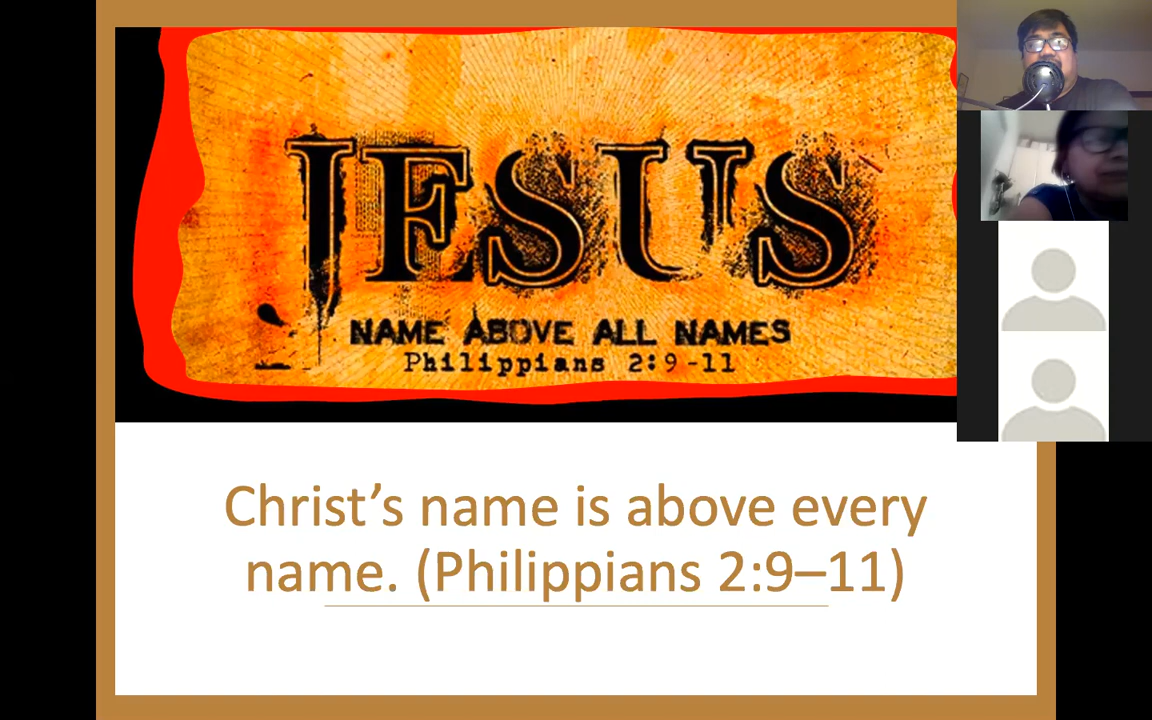 JESUS
NAME ABOVE ALL NAMES
Philippians 2:9-11
Christ’s name is above every
name. (Philippians 2:9–11)